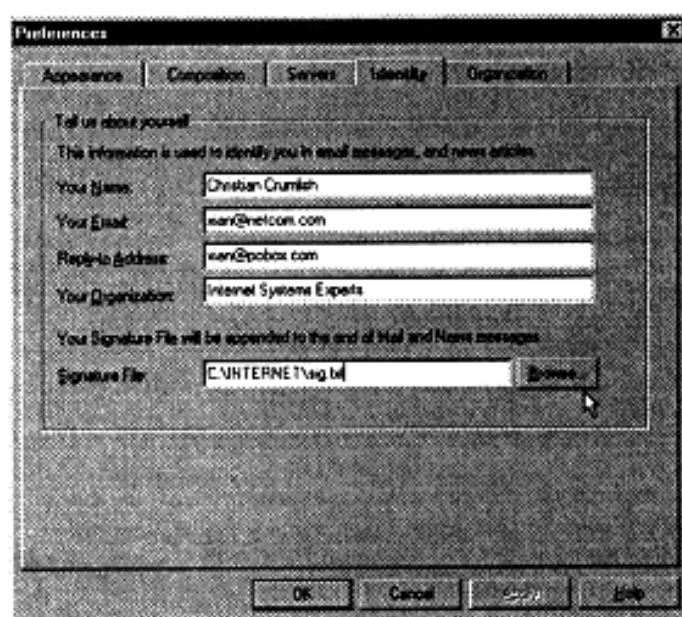 Preferences
Appearance Composition Servers Identity Organization
Tell us about yourself
This information is used to identify you in email messages, and news articles.
Your Name: Christian Crumlish
Your Email: xian@netcom.com
Reply-to Address: xian@pobox.com
Your Organization: Internet Systems Experts
Your Signature File will be appended to the end of Mail and News messages
Signature File: C:\INTERNET\sig.txt Browse...
OK Cancel Apply Help